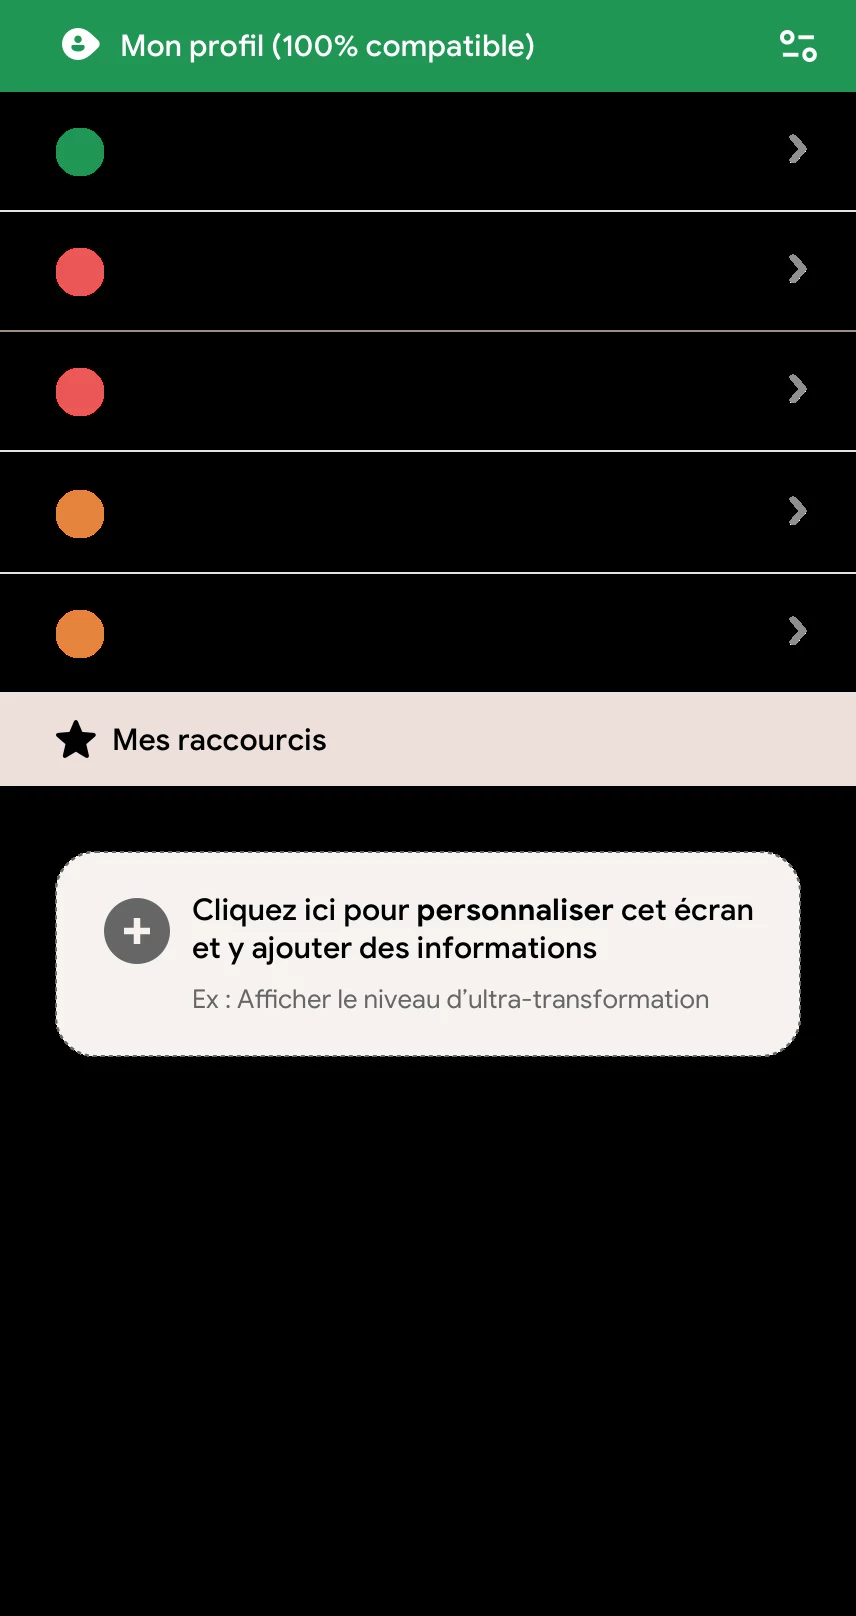 Mon profil (100% compatible)
Mes raccourcis
Cliquez ici pour personnaliser cet écran
et y ajouter des informations
Ex : Afficher le niveau d’ultra-transformation